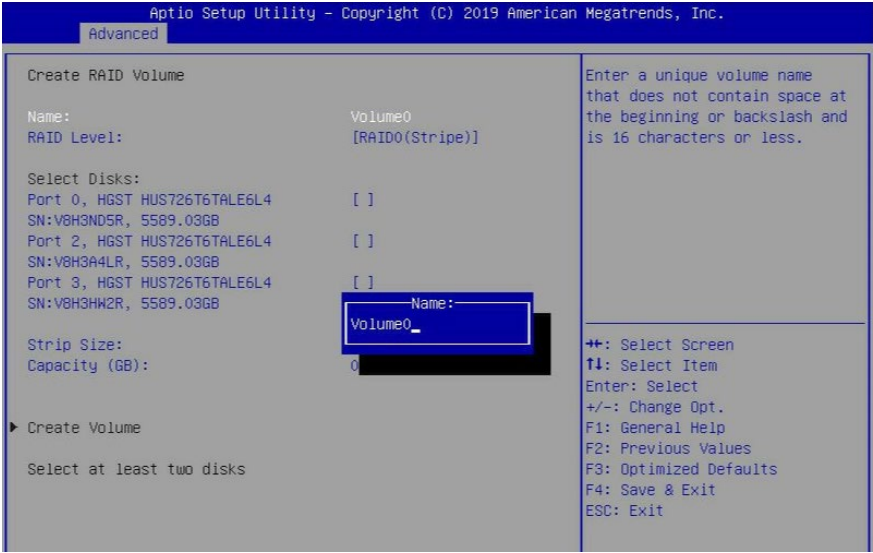 Aptio Setup Utility – Copyright (C) 2019 American Megatrends, Inc.
Advanced
Create RAID Volume
Name: Volume0
RAID Level: [RAID0(Stripe)]
Select Disks:
Port 0, HGST HUS726T6TALE6L4 [ ]
SN:V8H3ND5R, 5589.03GB
Port 2, HGST HUS726T6TALE6L4 [ ]
SN:V8H3A4LR, 5589.03GB
Port 3, HGST HUS726T6TALE6L4 [ ]
SN:V8H3HW2R, 5589.03GB
Name:
Volume0_
Strip Size:
Capacity (GB): 0
Create Volume
Select at least two disks
Enter a unique volume name
that does not contain space at
the beginning or backslash and
is 16 characters or less.
→←: Select Screen
↑↓: Select Item
Enter: Select
+/-: Change Opt.
F1: General Help
F2: Previous Values
F3: Optimized Defaults
F4: Save & Exit
ESC: Exit